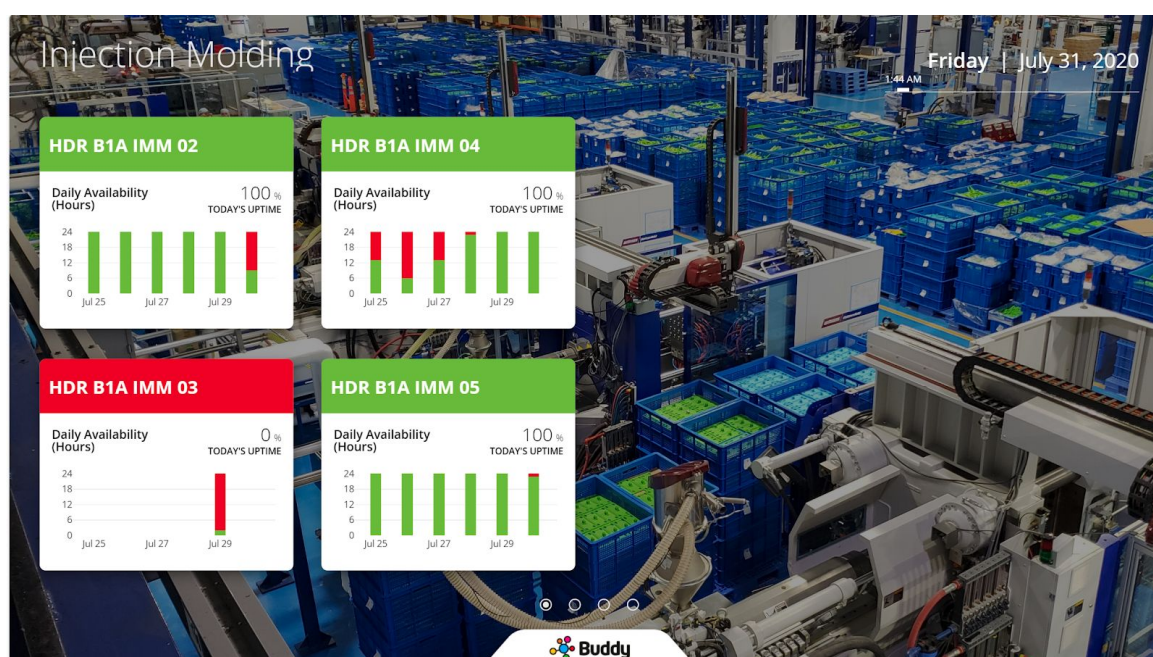 Injection Molding
Friday | July 31, 2020
1:44 AM
HDR B1A IMM 02
Daily Availability
(Hours)
100 %
TODAY'S UPTIME
24
18
12
6
0
Jul 25
Jul 27
Jul 29
HDR B1A IMM 04
Daily Availability
(Hours)
100 %
TODAY'S UPTIME
24
18
12
6
0
Jul 25
Jul 27
Jul 29
HDR B1A IMM 03
Daily Availability
(Hours)
0 %
TODAY'S UPTIME
24
18
12
6
0
Jul 25
Jul 27
Jul 29
HDR B1A IMM 05
Daily Availability
(Hours)
100 %
TODAY'S UPTIME
24
18
12
6
0
Jul 25
Jul 27
Jul 29
Buddy